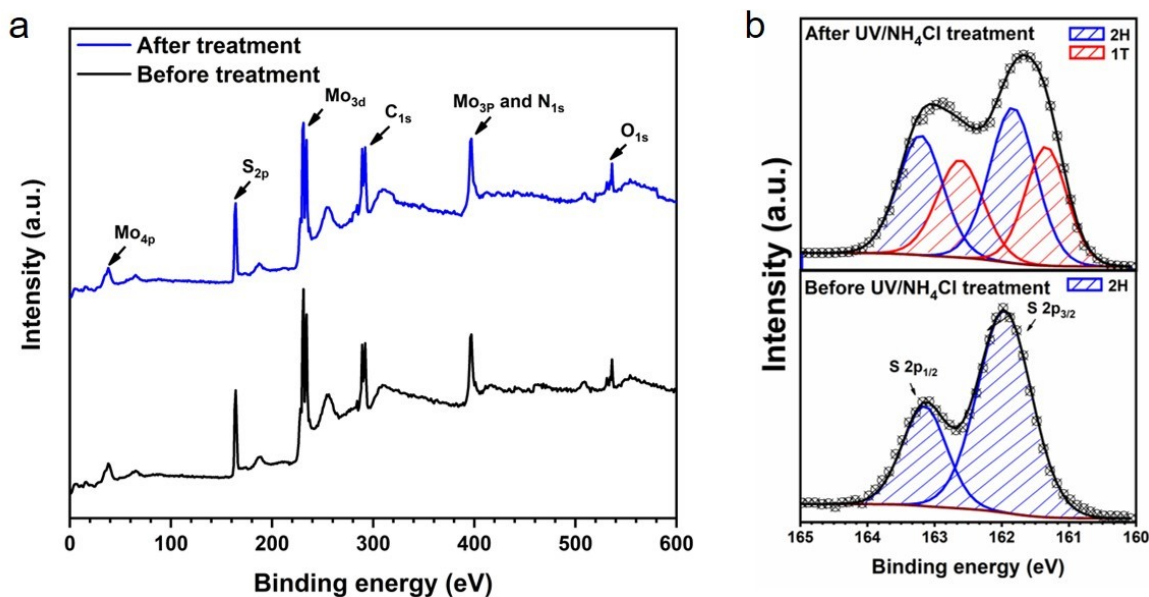 a
After treatment
Before treatment
Mo4p
S2p
Mo3d
C1s
Mo3P and N1s
O1s
Intensity (a.u.)
0 100 200 300 400 500 600
Binding energy (eV)
b
After UV/NH4Cl treatment
2H
1T
Before UV/NH4Cl treatment
2H
S 2p3/2
S 2p1/2
Intensity (a.u.)
165 164 163 162 161 160
Binding energy (eV)